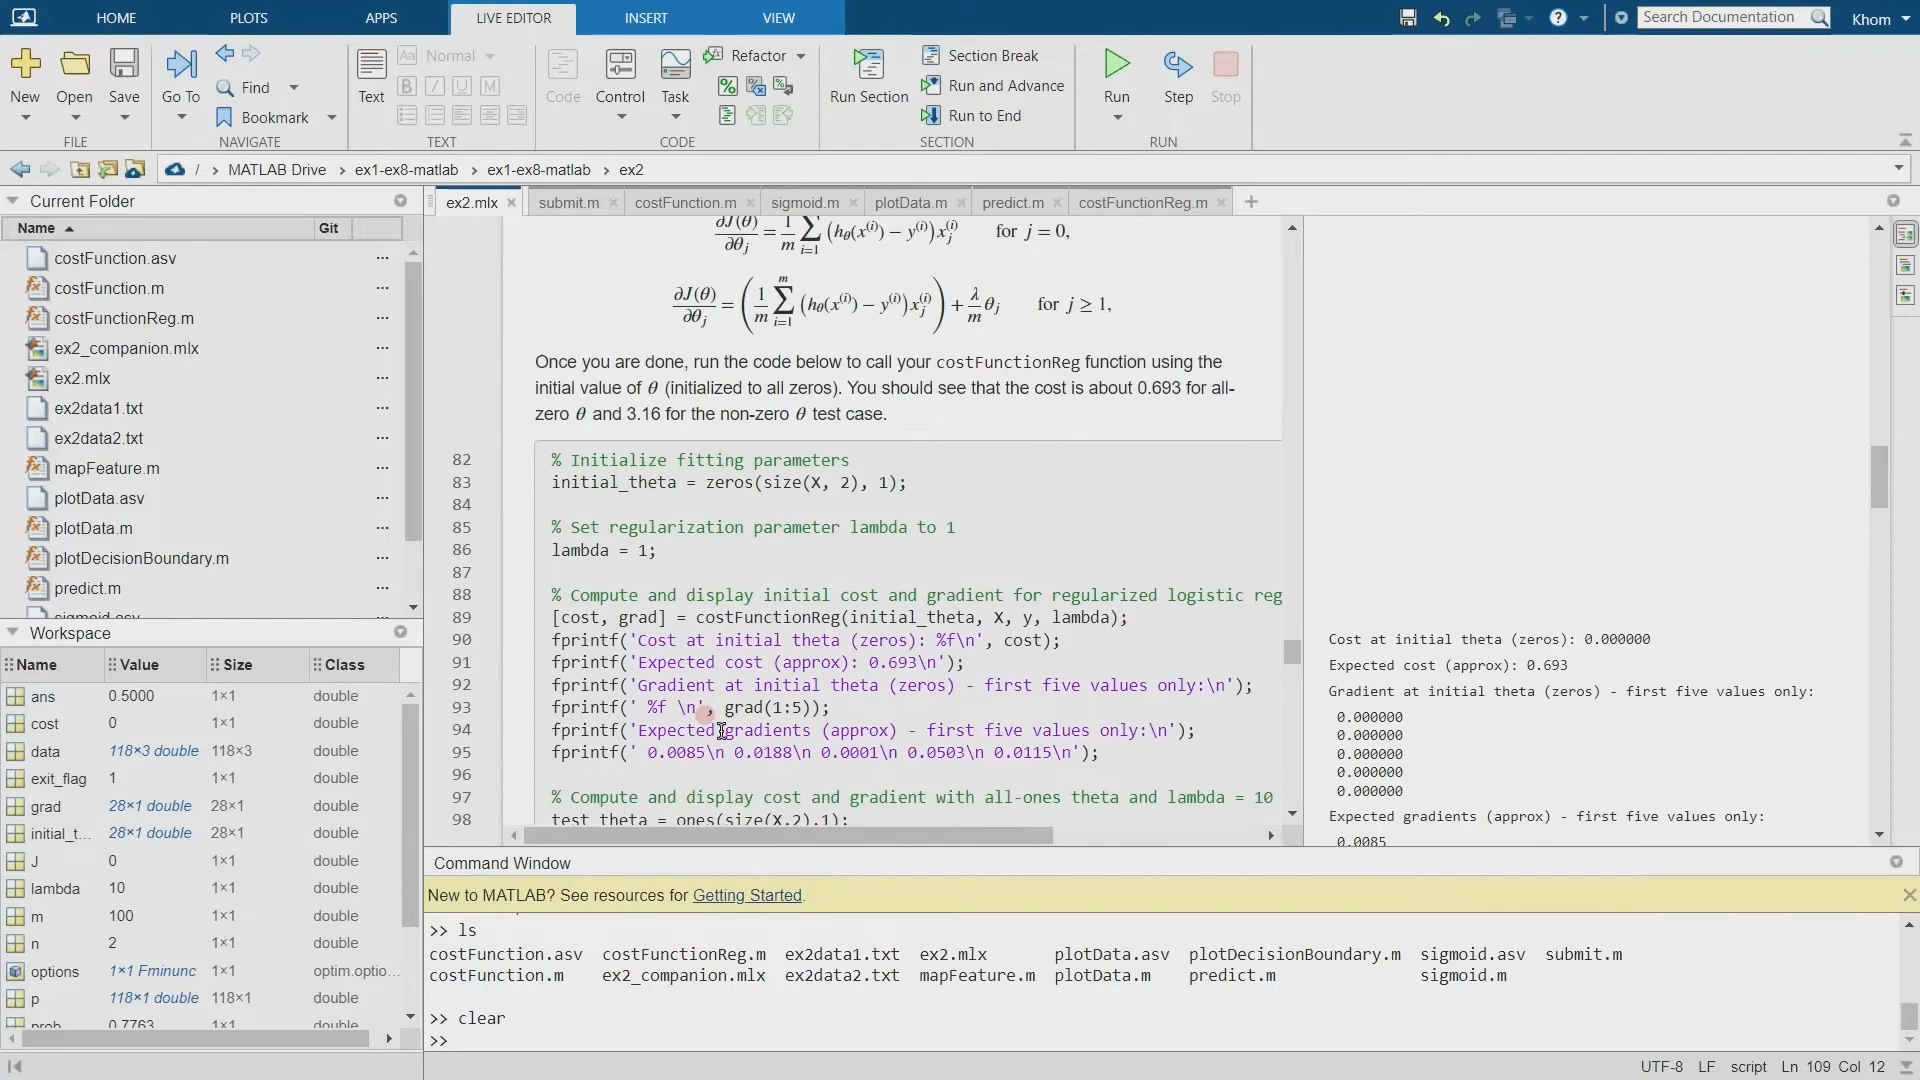 HOME PLOTS APPS LIVE EDITOR INSERT VIEW Search Documentation Khom
New Open Save Go To Find Bookmark Text Normal Code Control Task Refactor Run Section Section Break Run and Advance Run to End Run Step Stop
FILE NAVIGATE TEXT CODE SECTION RUN
/ › MATLAB Drive › ex1-ex8-matlab › ex1-ex8-matlab › ex2
Current Folder
Name Git
costFunction.asv
costFunction.m
costFunctionReg.m
ex2_companion.mlx
ex2.mlx
ex2data1.txt
ex2data2.txt
mapFeature.m
plotData.asv
plotData.m
plotDecisionBoundary.m
predict.m
sigmoid.asv
Workspace
Name Value Size Class
ans 0.5000 1×1 double
cost 0 1×1 double
data 118×3 double 118×3 double
exit_flag 1 1×1 double
grad 28×1 double 28×1 double
initial_t... 28×1 double 28×1 double
J 0 1×1 double
lambda 10 1×1 double
m 100 1×1 double
n 2 1×1 double
options 1×1 Fminunc 1×1 optim.optio...
p 118×1 double 118×1 double
prob 0.7763 1×1 double
ex2.mlx submit.m costFunction.m sigmoid.m plotData.m predict.m costFunctionReg.m
∂J(θ)/∂θj = 1/m ∑i=1 (hθ(x(i)) − y(i)) xj(i) for j = 0,
∂J(θ)/∂θj = (1/m ∑i=1m (hθ(x(i)) − y(i)) xj(i)) + λ/m θj for j ≥ 1,
Once you are done, run the code below to call your costFunctionReg function using the
initial value of θ (initialized to all zeros). You should see that the cost is about 0.693 for all-
zero θ and 3.16 for the non-zero θ test case.
82 % Initialize fitting parameters
83 initial_theta = zeros(size(X, 2), 1);
84
85 % Set regularization parameter lambda to 1
86 lambda = 1;
87
88 % Compute and display initial cost and gradient for regularized logistic reg
89 [cost, grad] = costFunctionReg(initial_theta, X, y, lambda);
90 fprintf('Cost at initial theta (zeros): %f\n', cost);
91 fprintf('Expected cost (approx): 0.693\n');
92 fprintf('Gradient at initial theta (zeros) - first five values only:\n');
93 fprintf(' %f \n', grad(1:5));
94 fprintf('Expected gradients (approx) - first five values only:\n');
95 fprintf(' 0.0085\n 0.0188\n 0.0001\n 0.0503\n 0.0115\n');
96
97 % Compute and display cost and gradient with all-ones theta and lambda = 10
98 test_theta = ones(size(X,2),1);
Cost at initial theta (zeros): 0.000000
Expected cost (approx): 0.693
Gradient at initial theta (zeros) - first five values only:
0.000000
0.000000
0.000000
0.000000
0.000000
Expected gradients (approx) - first five values only:
0.0085
Command Window
New to MATLAB? See resources for Getting Started.
>> ls
costFunction.asv costFunctionReg.m ex2data1.txt ex2.mlx plotData.asv plotDecisionBoundary.m sigmoid.asv submit.m
costFunction.m ex2_companion.mlx ex2data2.txt mapFeature.m plotData.m predict.m sigmoid.m
>> clear
>>
UTF-8 LF script Ln 109 Col 12